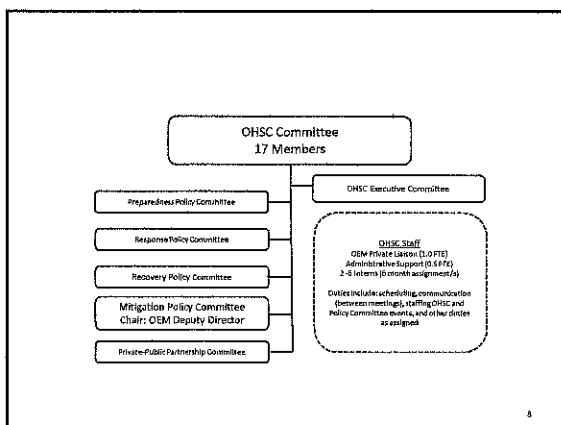 OHSC Committee
17 Members
OHSC Executive Committee
Preparedness Policy Committee
Response Policy Committee
Recovery Policy Committee
Mitigation Policy Committee
Chair: OEM Deputy Director
Private-Public Partnership Committee
OHSC Staff
OEM Private Liaison (1.0 FTE)
Administrative Support (0.5 FTE)
2-6 Interns (6 month assignment/s)
Duties include: scheduling, communication
(between meetings), staffing OHSC and
Policy Committee events, and other duties
as assigned
8